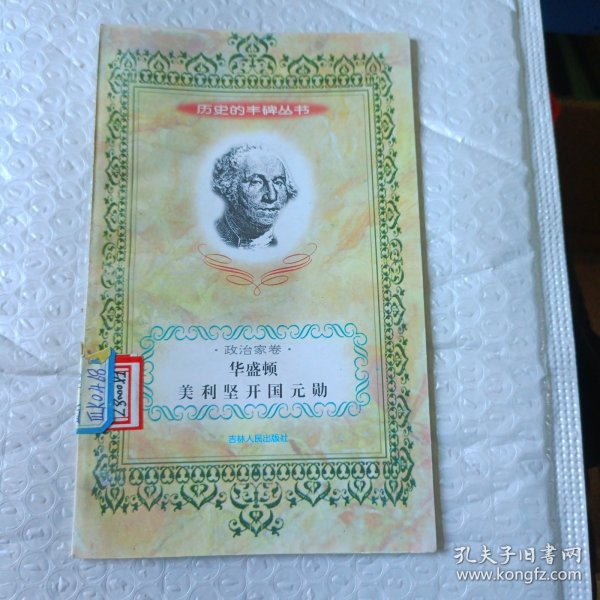 历史的丰碑丛书
·政治家卷·
华盛顿
美利坚开国元勋
吉林人民出版社
孔夫子旧书网
www.kongfz.com